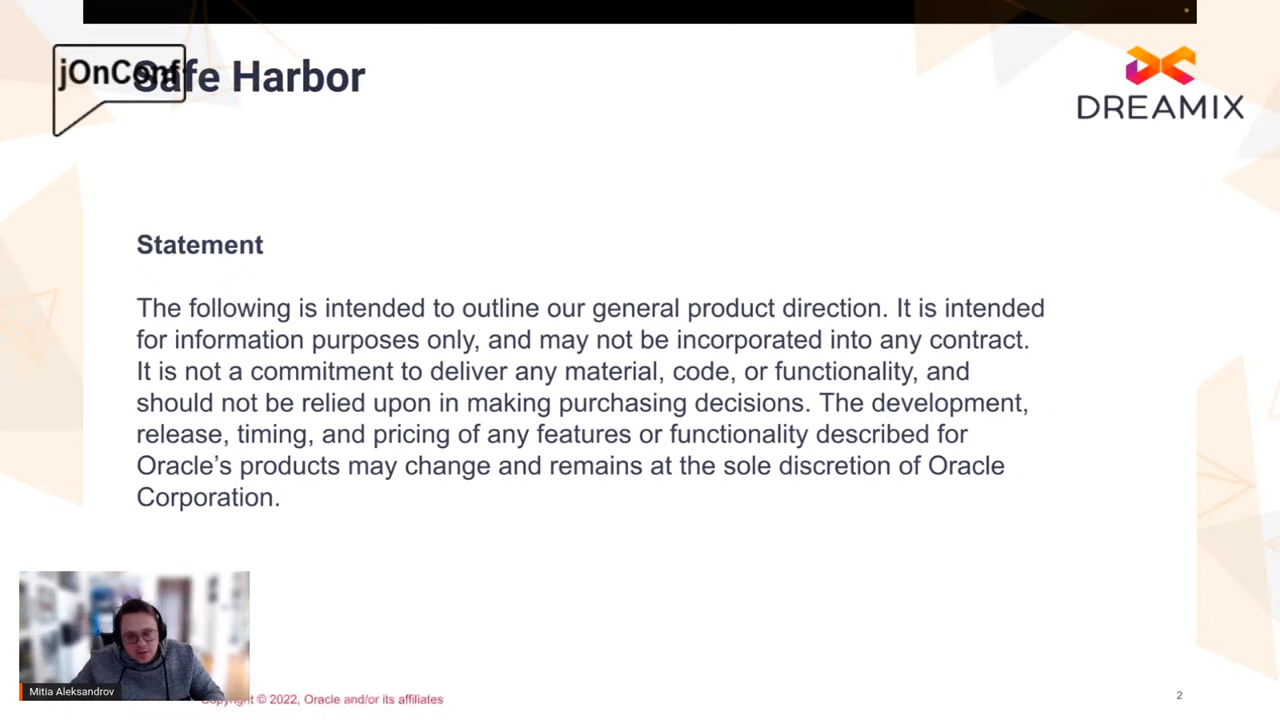 jOnConf
Safe Harbor
DREAMIX
Statement
The following is intended to outline our general product direction. It is intended
for information purposes only, and may not be incorporated into any contract.
It is not a commitment to deliver any material, code, or functionality, and
should not be relied upon in making purchasing decisions. The development,
release, timing, and pricing of any features or functionality described for
Oracle’s products may change and remains at the sole discretion of Oracle
Corporation.
Mitia Aleksandrov
Copyright © 2022, Oracle and/or its affiliates
2